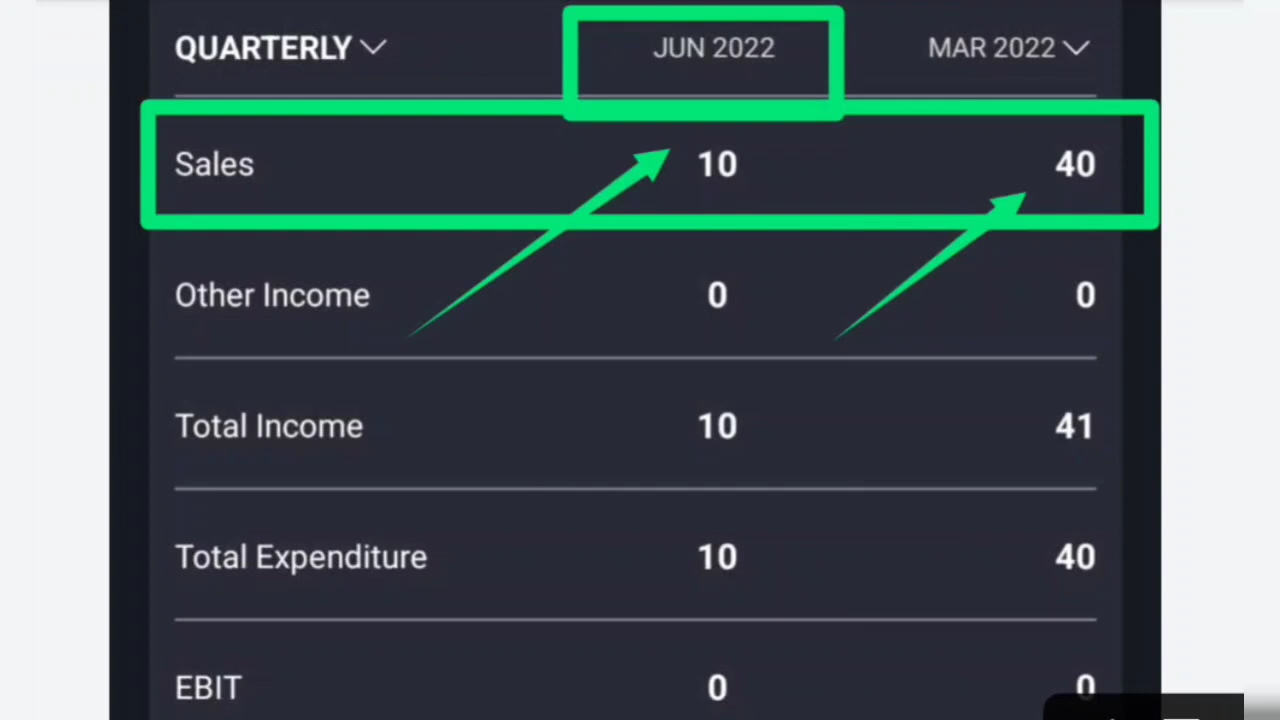 QUARTERLY JUN 2022 MAR 2022
Sales 10 40
Other Income 0 0
Total Income 10 41
Total Expenditure 10 40
EBIT 0 0